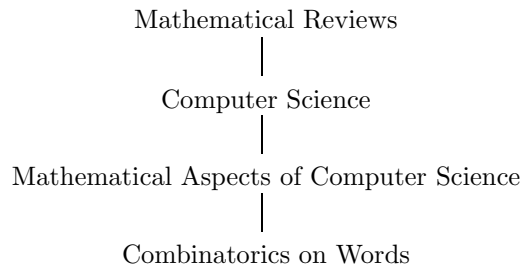 Mathematical Reviews
Computer Science
Mathematical Aspects of Computer Science
Combinatorics on Words